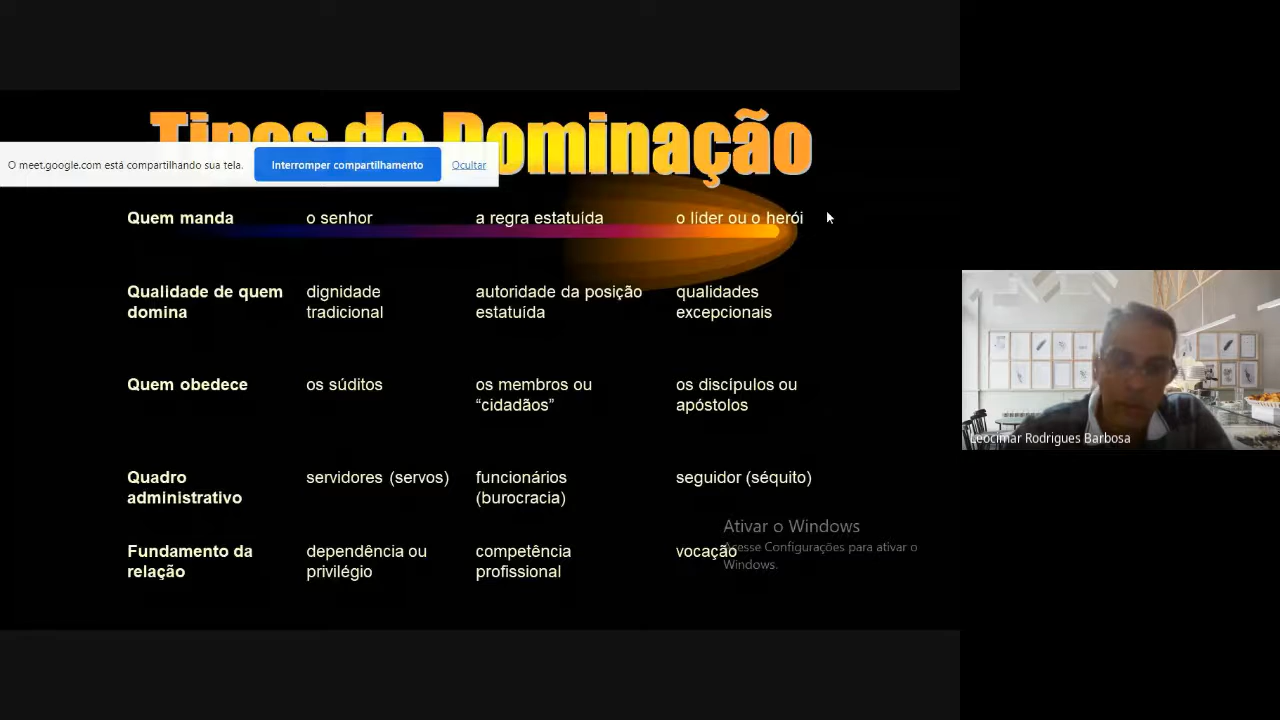 Tipos de Dominação
O meet.google.com está compartilhando sua tela. Interromper compartilhamento Ocultar
Quem manda o senhor a regra estatuída o líder ou o herói
Qualidade de quem dignidade autoridade da posição qualidades
domina tradicional estatuída excepcionais
Quem obedece os súditos os membros ou os discípulos ou
“cidadãos” apóstolos
Quadro servidores (servos) funcionários seguidor (séquito)
administrativo (burocracia)
Fundamento da dependência ou competência vocação
relação privilégio profissional
Ativar o Windows
Acesse Configurações para ativar o
Windows.
Leocimar Rodrigues Barbosa